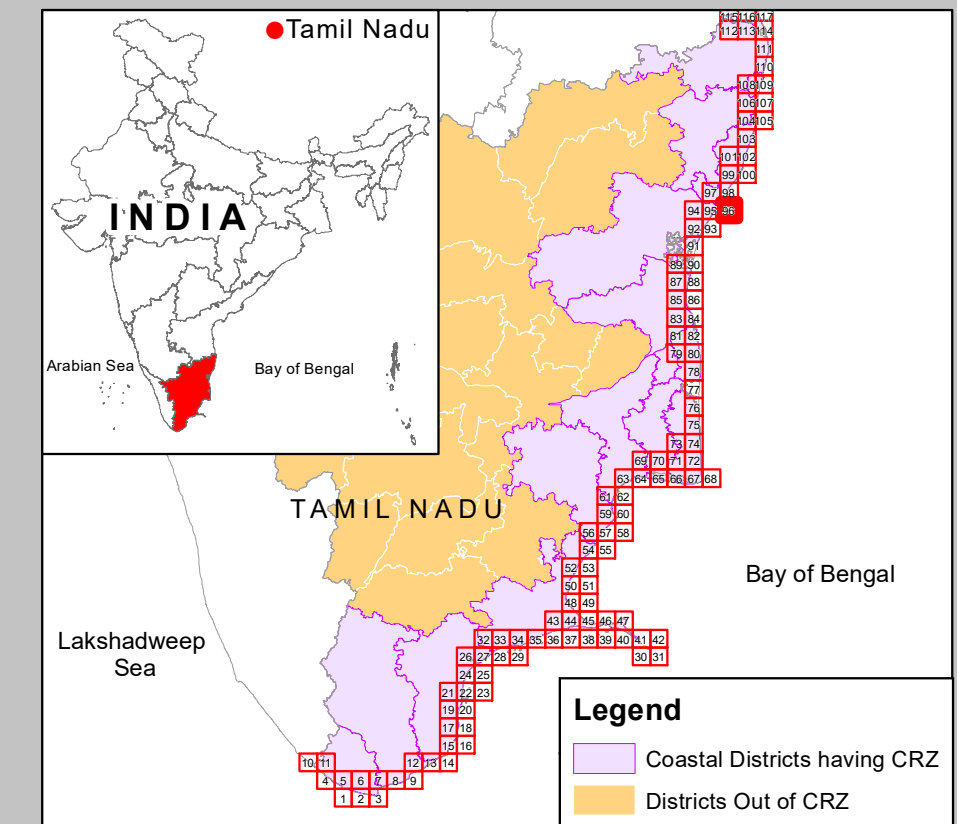 Tamil Nadu
INDIA
Arabian Sea
Bay of Bengal
115 116 117
112 113 114
111
110
108 109
106 107
104 105
103
101 102
99 100
97 98
94 95 96
92 93
91
89 90
87 88
85 86
83 84
81 82
79 80
78
77
76
75
73 74
69 70 71 72
63 64 65 66 67 68
61 62
59 60
56 57 58
54 55
52 53
50 51
48 49
43 44 45 46 47
32 33 34 35 36 37 38 39 40 41 42
26 27 28 29 30 31
24 25
21 22 23
19 20
17 18
15 16
10 11 12 13 14
4 5 6 7 8 9
1 2 3
TAMIL NADU
Bay of Bengal
Lakshadweep
Sea
Legend
Coastal Districts having CRZ
Districts Out of CRZ